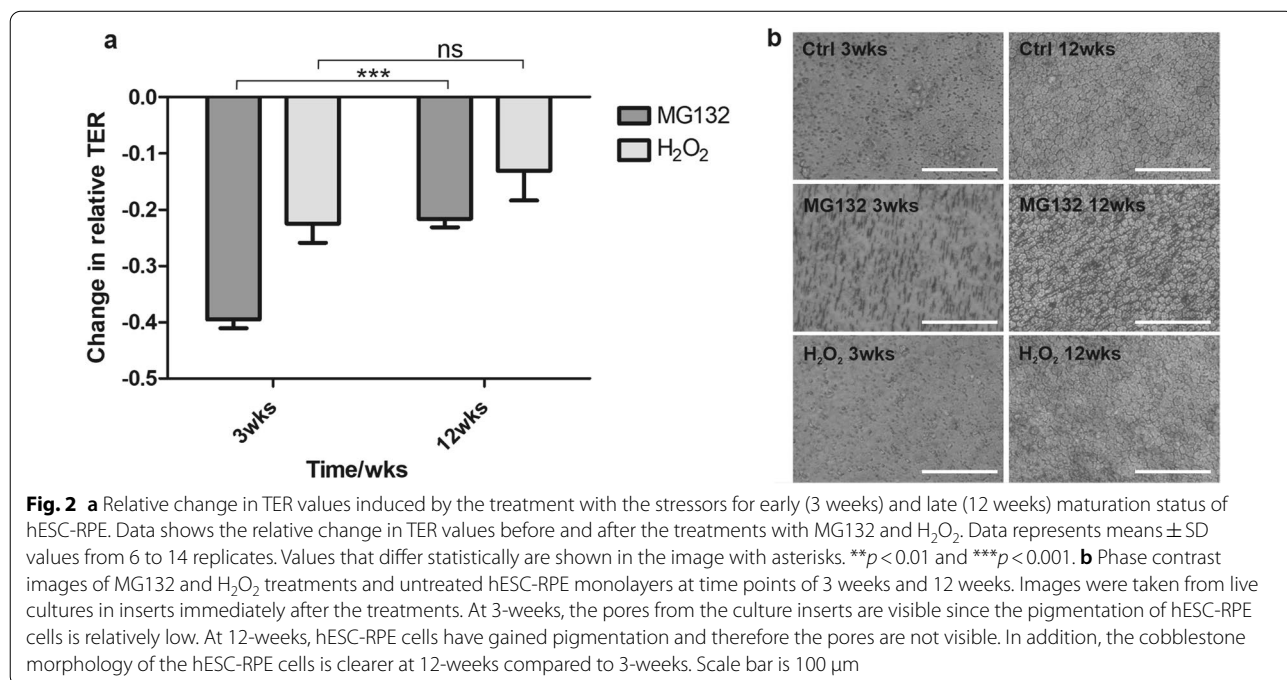 a
ns
***
0.0
-0.1
-0.2
-0.3
-0.4
-0.5
Change in relative TER
3wks
12wks
Time/wks
MG132
H₂O₂
b
Ctrl 3wks
Ctrl 12wks
MG132 3wks
MG132 12wks
H₂O₂ 3wks
H₂O₂ 12wks
Fig. 2 a Relative change in TER values induced by the treatment with the stressors for early (3 weeks) and late (12 weeks) maturation status of
hESC-RPE. Data shows the relative change in TER values before and after the treatments with MG132 and H₂O₂. Data represents means ± SD
values from 6 to 14 replicates. Values that differ statistically are shown in the image with asterisks. **p < 0.01 and ***p < 0.001. b Phase contrast
images of MG132 and H₂O₂ treatments and untreated hESC-RPE monolayers at time points of 3 weeks and 12 weeks. Images were taken from live
cultures in inserts immediately after the treatments. At 3-weeks, the pores from the culture inserts are visible since the pigmentation of hESC-RPE
cells is relatively low. At 12-weeks, hESC-RPE cells have gained pigmentation and therefore the pores are not visible. In addition, the cobblestone
morphology of the hESC-RPE cells is clearer at 12-weeks compared to 3-weeks. Scale bar is 100 µm